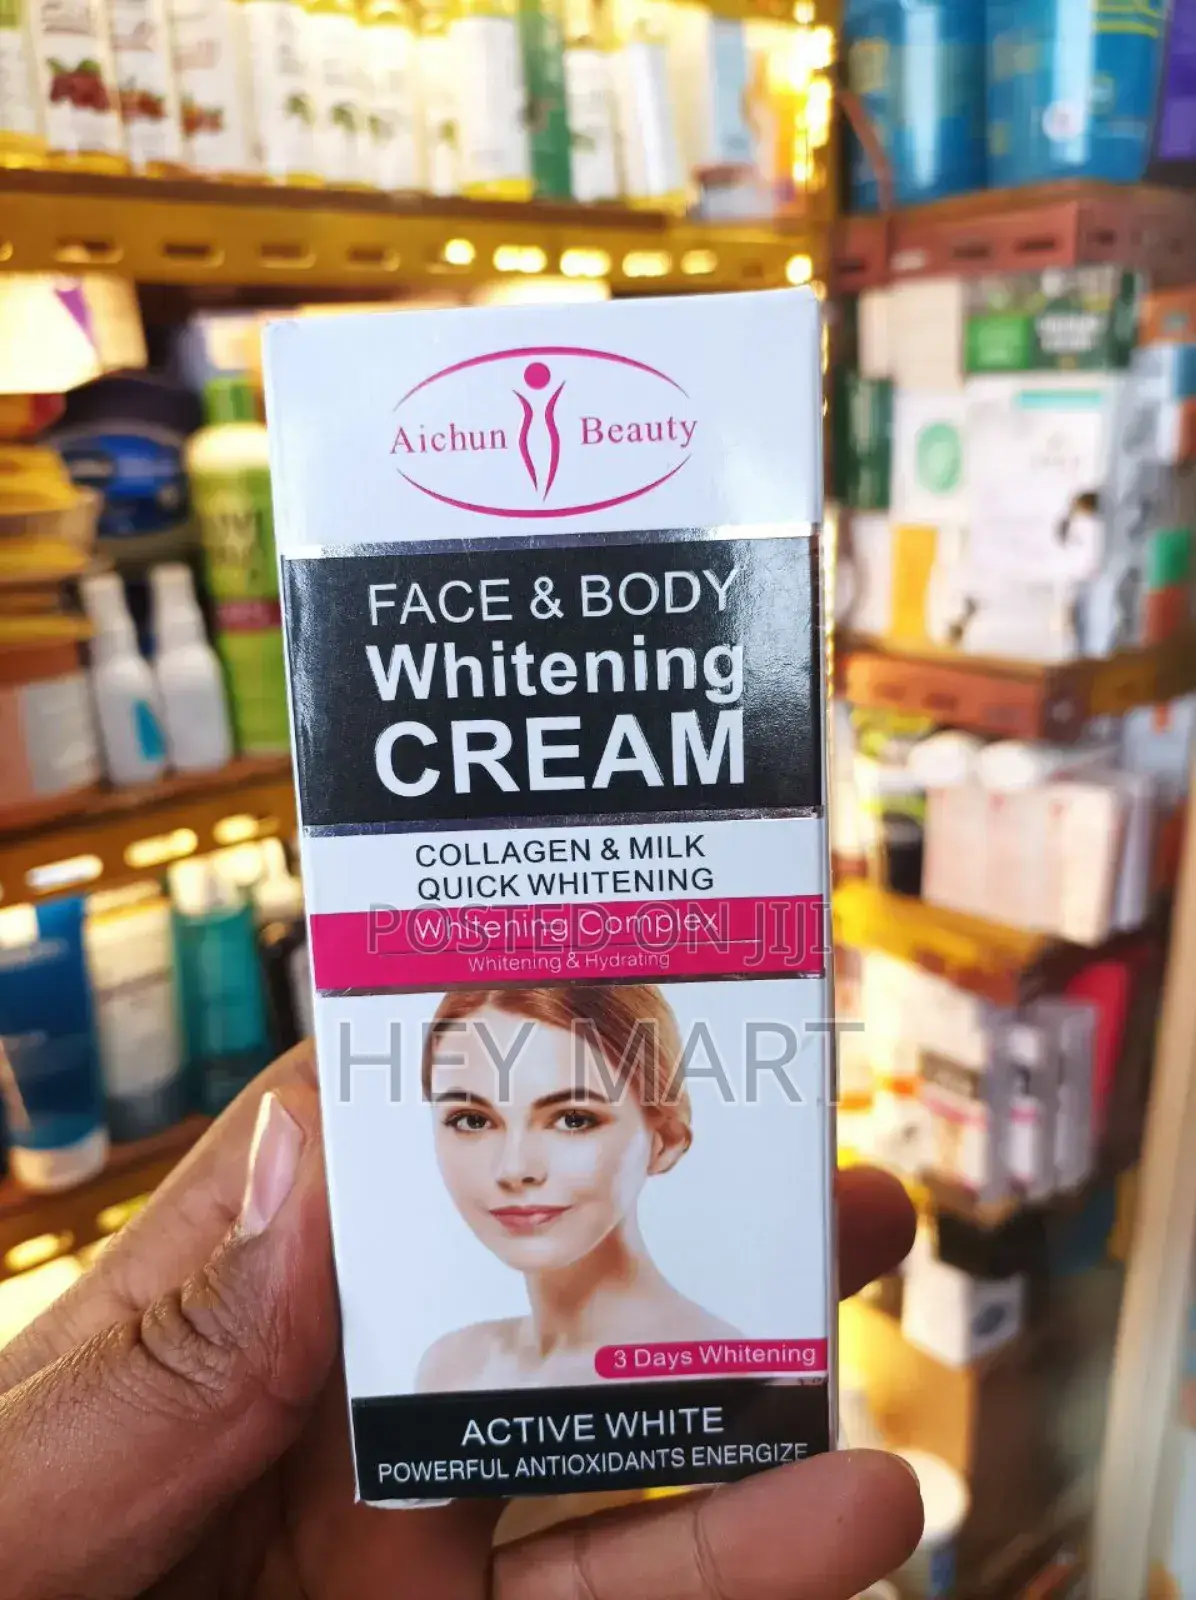 Aichun Beauty
FACE & BODY
Whitening
CREAM
COLLAGEN & MILK
QUICK WHITENING
Whitening Complex
POSTED ON JIJI
Whitening & Hydrating
HEY MART
3 Days Whitening
ACTIVE WHITE
POWERFUL ANTIOXIDANTS ENERGIZE